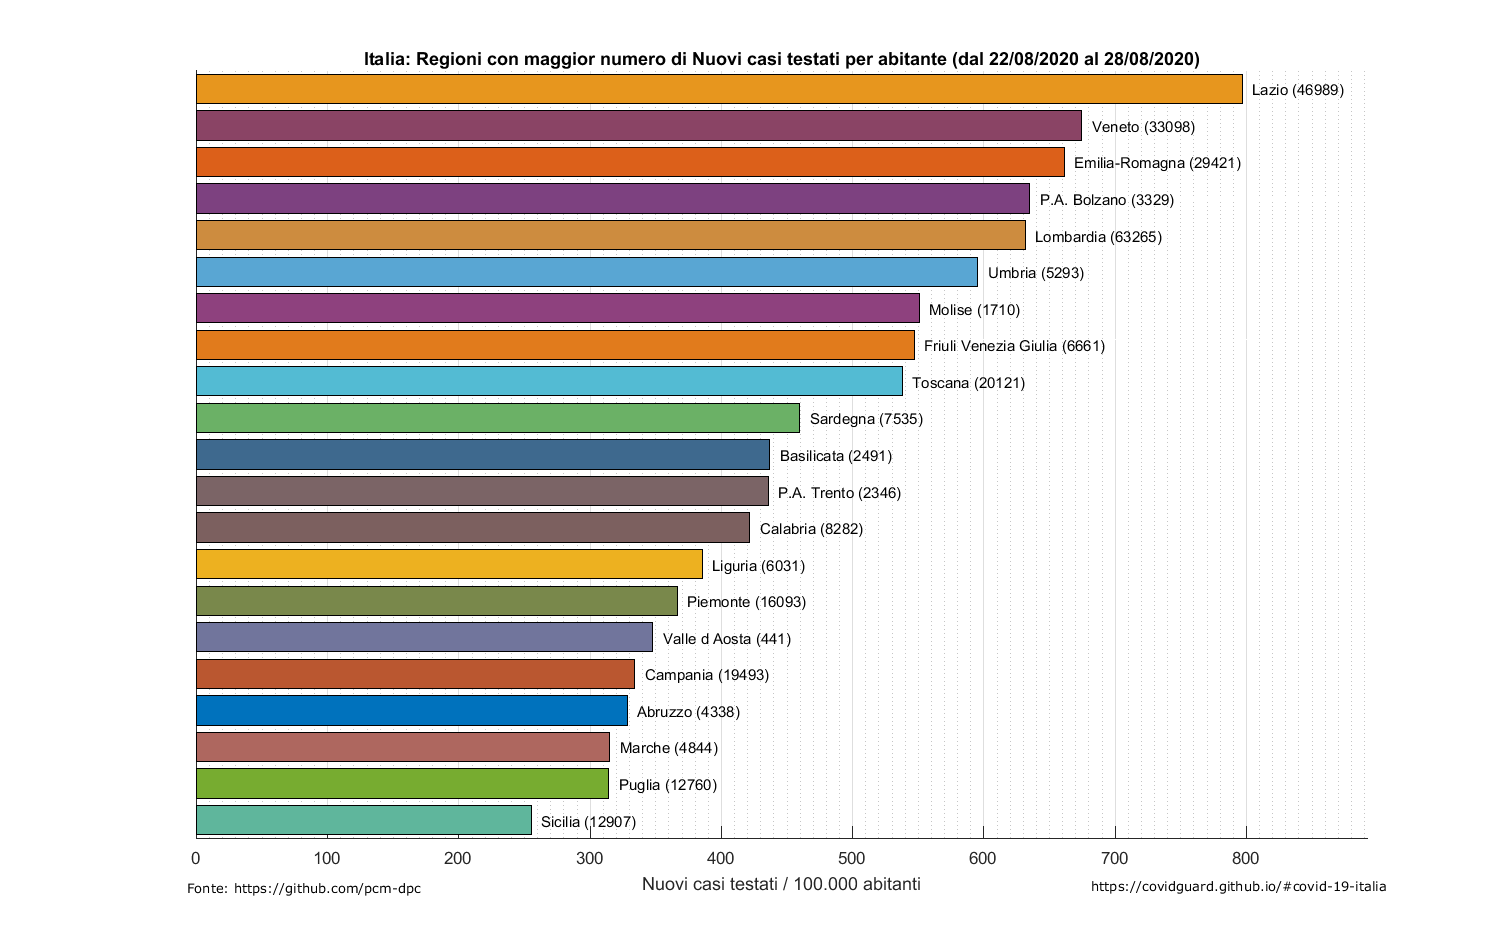 Italia: Regioni con maggior numero di Nuovi casi testati per abitante (dal 22/08/2020 al 28/08/2020)
Lazio (46989)
Veneto (33098)
Emilia-Romagna (29421)
P.A. Bolzano (3329)
Lombardia (63265)
Umbria (5293)
Molise (1710)
Friuli Venezia Giulia (6661)
Toscana (20121)
Sardegna (7535)
Basilicata (2491)
P.A. Trento (2346)
Calabria (8282)
Liguria (6031)
Piemonte (16093)
Valle d Aosta (441)
Campania (19493)
Abruzzo (4338)
Marche (4844)
Puglia (12760)
Sicilia (12907)
0 100 200 300 400 500 600 700 800
Nuovi casi testati / 100.000 abitanti
Fonte: https://github.com/pcm-dpc
https://covidguard.github.io/#covid-19-italia